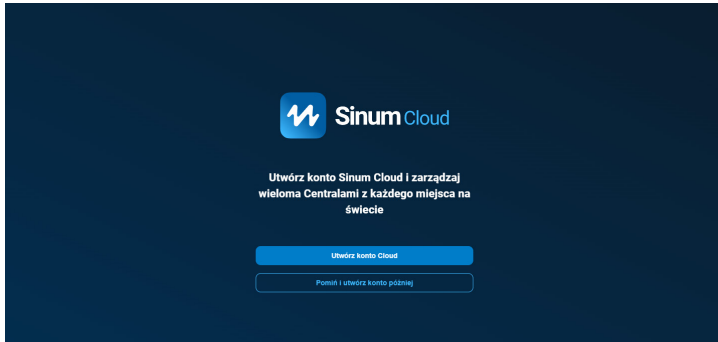 Sinum Cloud
Utwórz konto Sinum Cloud i zarządzaj
wieloma Centralami z każdego miejsca na
świecie
Utwórz konto Cloud
Pomiń i utwórz konto później